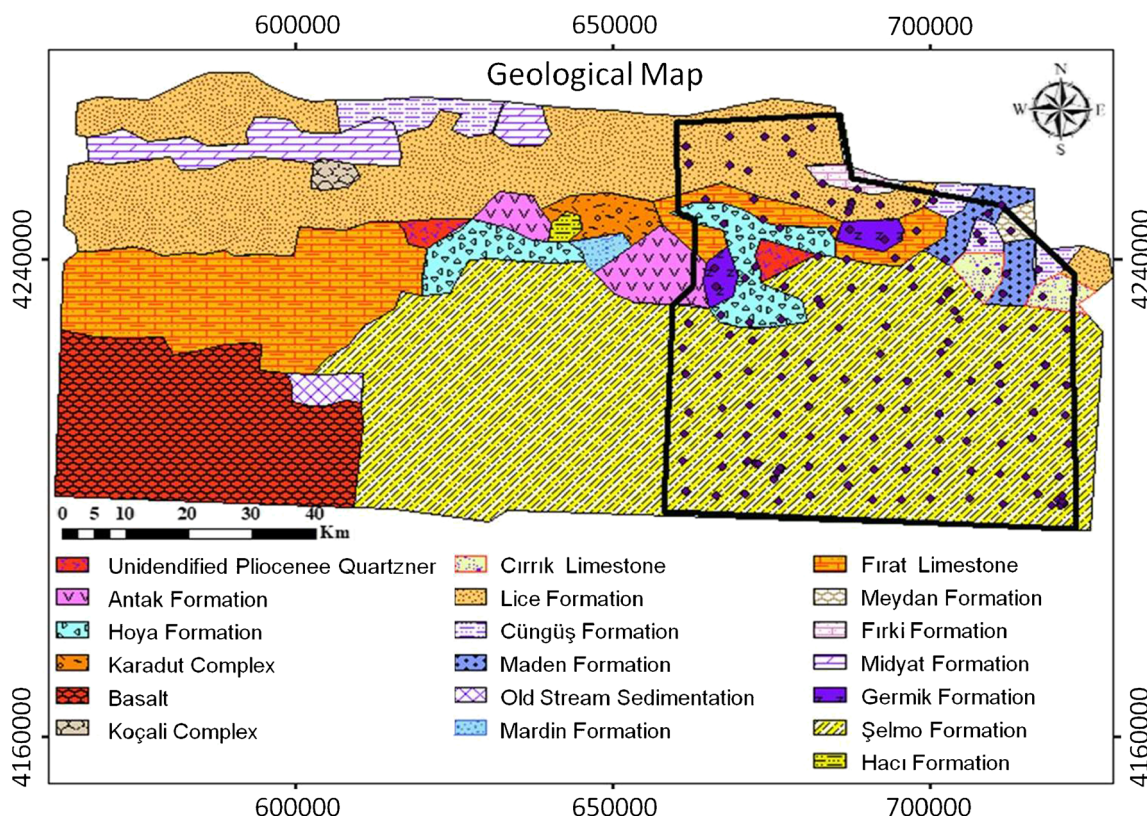 600000 650000 700000
Geological Map
N
W E
S
4240000 4240000
0 5 10 20 30 40
Km
Unidendified Pliocenee Quartzner
Antak Formation
Hoya Formation
Karadut Complex
Basalt
Koçali Complex
Cırrık Limestone
Lice Formation
Cüngüş Formation
Maden Formation
Old Stream Sedimentation
Mardin Formation
Fırat Limestone
Meydan Formation
Fırki Formation
Midyat Formation
Germik Formation
Şelmo Formation
Hacı Formation
4160000 4160000
600000 650000 700000